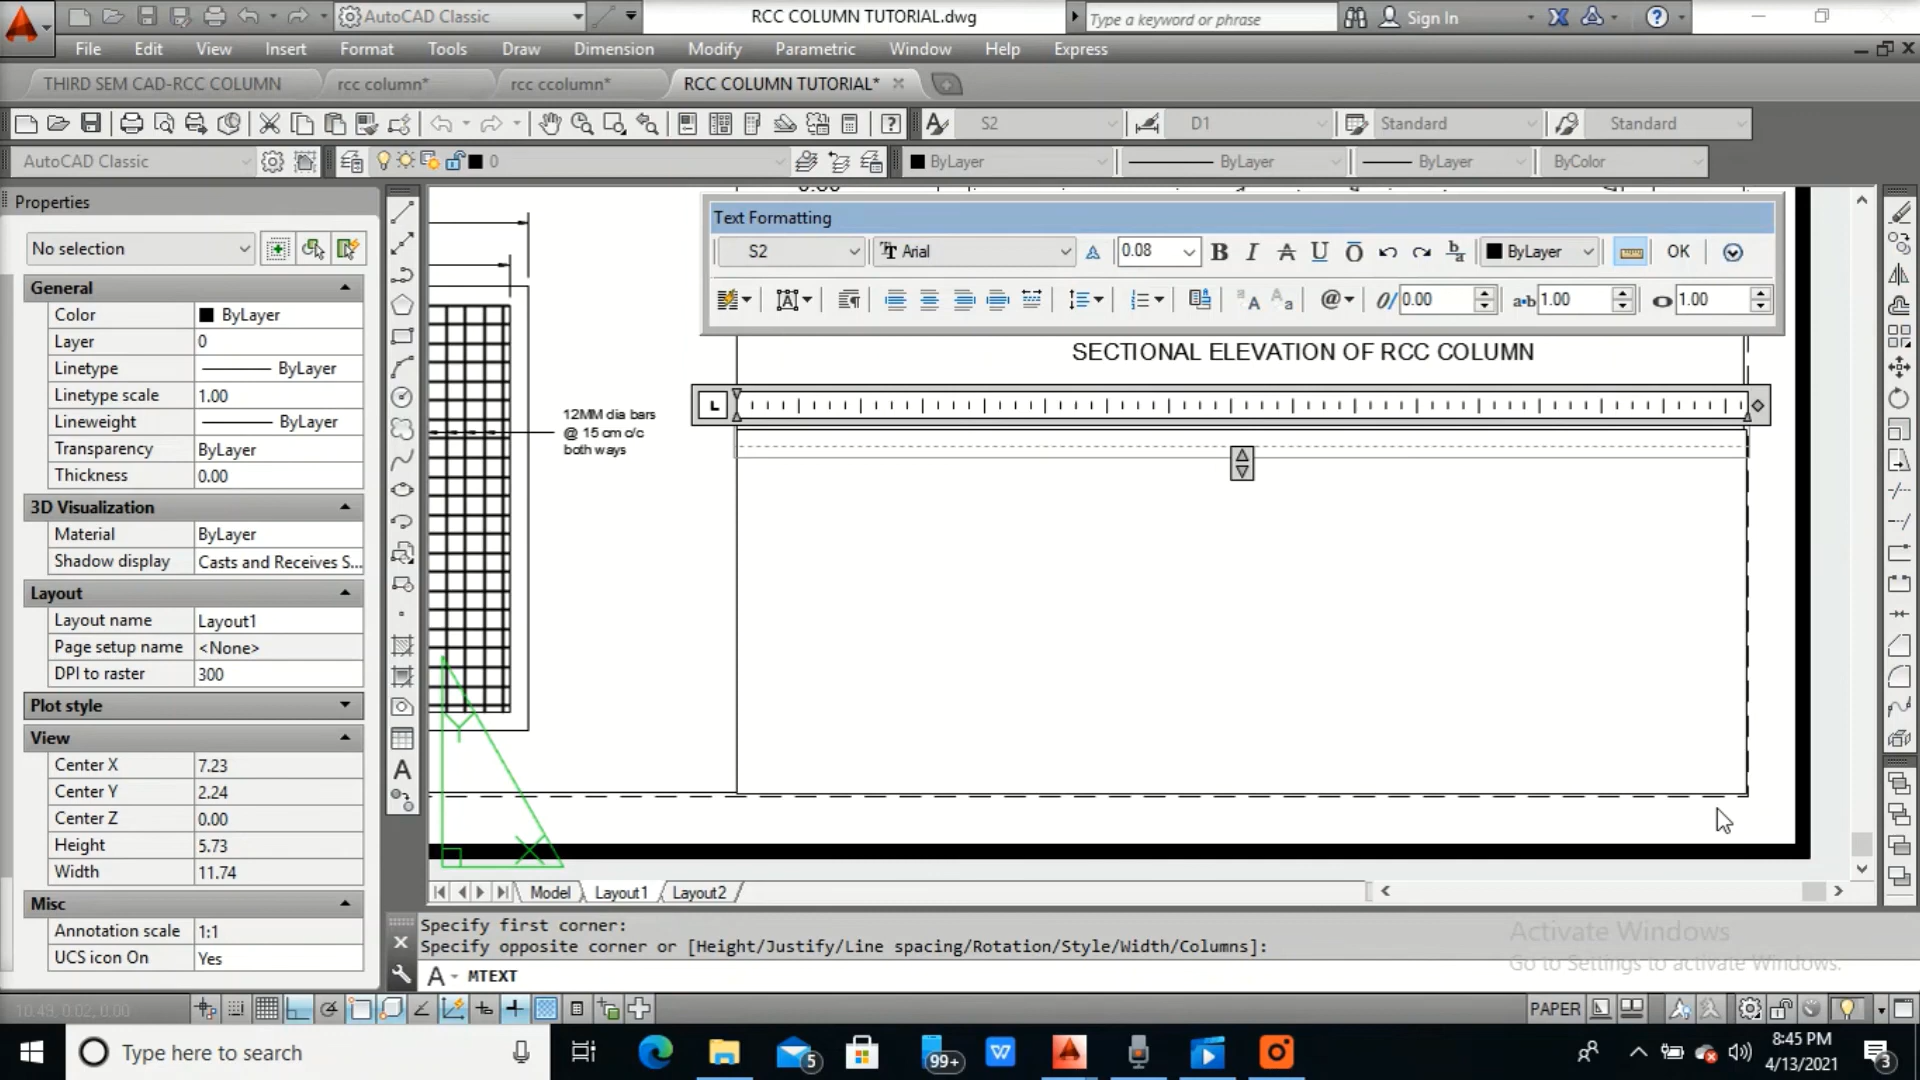 AutoCAD Classic
RCC COLUMN TUTORIAL.dwg
Type a keyword or phrase
Sign In
File Edit View Insert Format Tools Draw Dimension Modify Parametric Window Help Express
THIRD SEM CAD-RCC COLUMN rcc column* rcc ccolumn* RCC COLUMN TUTORIAL*
S2 D1 Standard Standard
AutoCAD Classic 0 ByLayer ByLayer ByLayer ByColor
Properties
No selection
General
Color ByLayer
Layer 0
Linetype ByLayer
Linetype scale 1.00
Lineweight ByLayer
Transparency ByLayer
Thickness 0.00
3D Visualization
Material ByLayer
Shadow display Casts and Receives S...
Layout
Layout name Layout1
Page setup name <None>
DPI to raster 300
Plot style
View
Center X 7.23
Center Y 2.24
Center Z 0.00
Height 5.73
Width 11.74
Misc
Annotation scale 1:1
UCS icon On Yes
Text Formatting
S2 Arial 0.08 B I A U O ByLayer OK
@ 0/ 0.00 a•b 1.00 1.00
SECTIONAL ELEVATION OF RCC COLUMN
L
12MM dia bars
@ 15 cm c/c
both ways
Y
X
Model Layout1 Layout2
Specify first corner:
Specify opposite corner or [Height/Justify/Line spacing/Rotation/Style/Width/Columns]:
A - MTEXT
Activate Windows
Go to Settings to activate Windows.
10.49, 0.02, 0.00
PAPER
Type here to search
5
99+
W
8:45 PM
4/13/2021
3